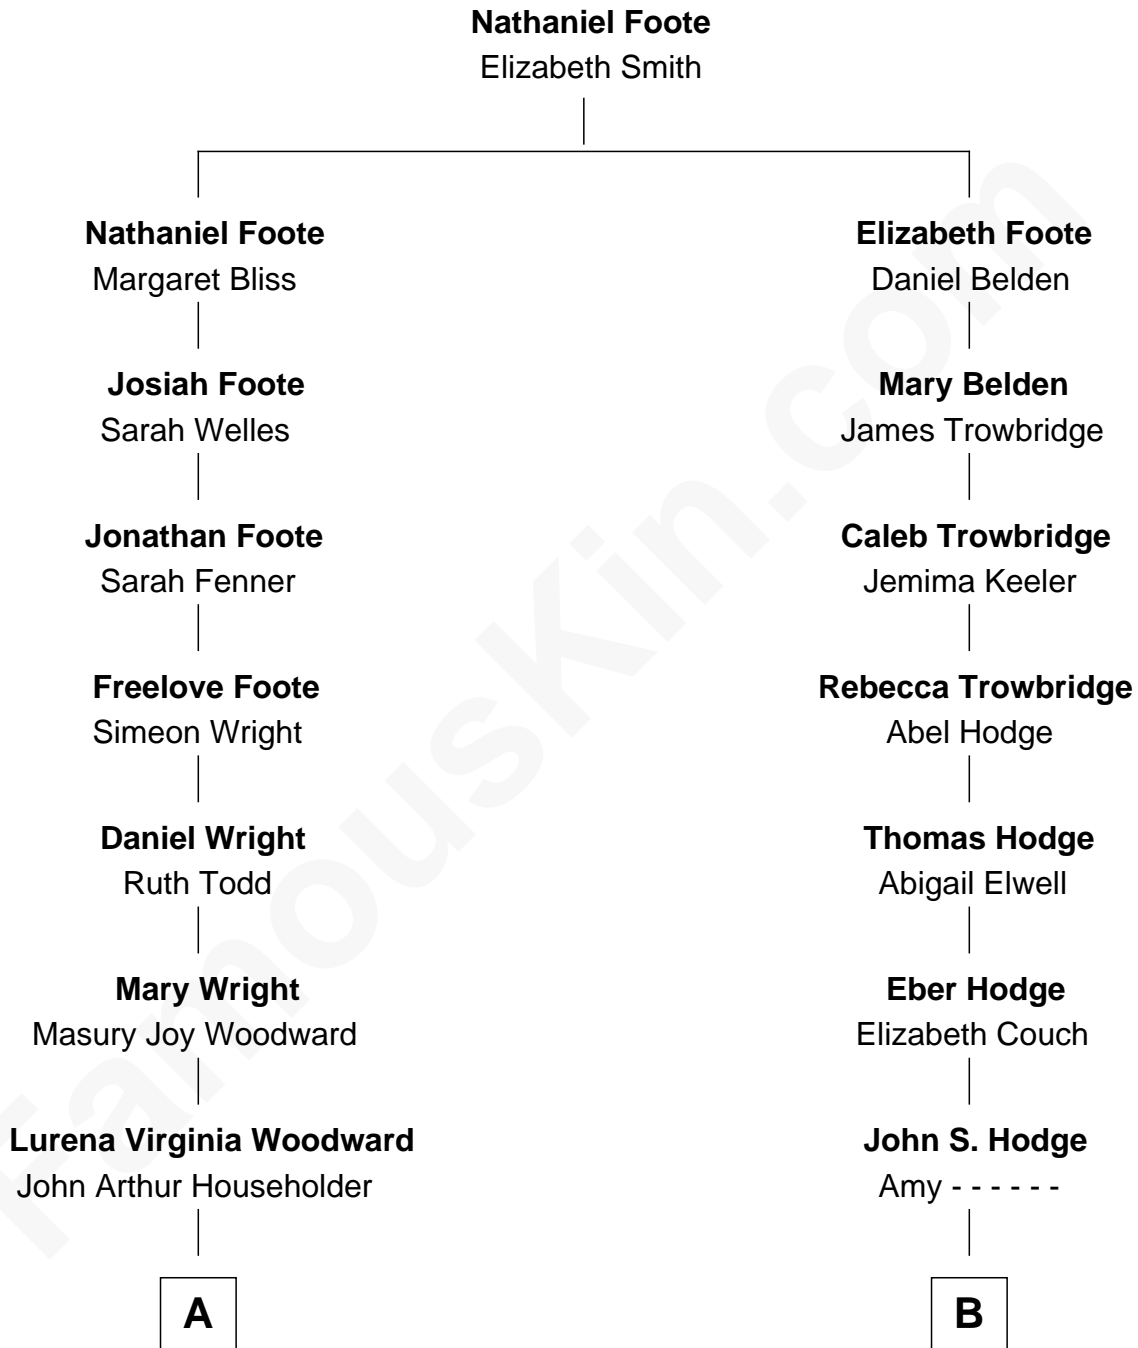 Nathaniel Foote
Elizabeth Smith
Nathaniel Foote
Margaret Bliss
Josiah Foote
Sarah Welles
Jonathan Foote
Sarah Fenner
Freelove Foote
Simeon Wright
Daniel Wright
Ruth Todd
Mary Wright
Masury Joy Woodward
Lurena Virginia Woodward
John Arthur Householder
A
Elizabeth Foote
Daniel Belden
Mary Belden
James Trowbridge
Caleb Trowbridge
Jemima Keeler
Rebecca Trowbridge
Abel Hodge
Thomas Hodge
Abigail Elwell
Eber Hodge
Elizabeth Couch
John S. Hodge
Amy - - - - - -
B
FamousKin.com